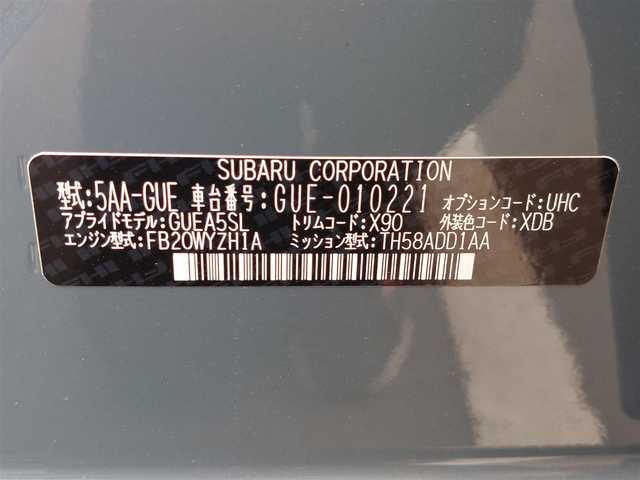 SUBARU CORPORATION
型式:5AA-GUE 車台番号:GUE-010221 オプションコード:UHC
アプライドモデル:GUEA5SL トリムコード:X90 外装色コード:XDB
エンジン型式:FB20WYZH1A ミッション型式:TH58ADD1AA